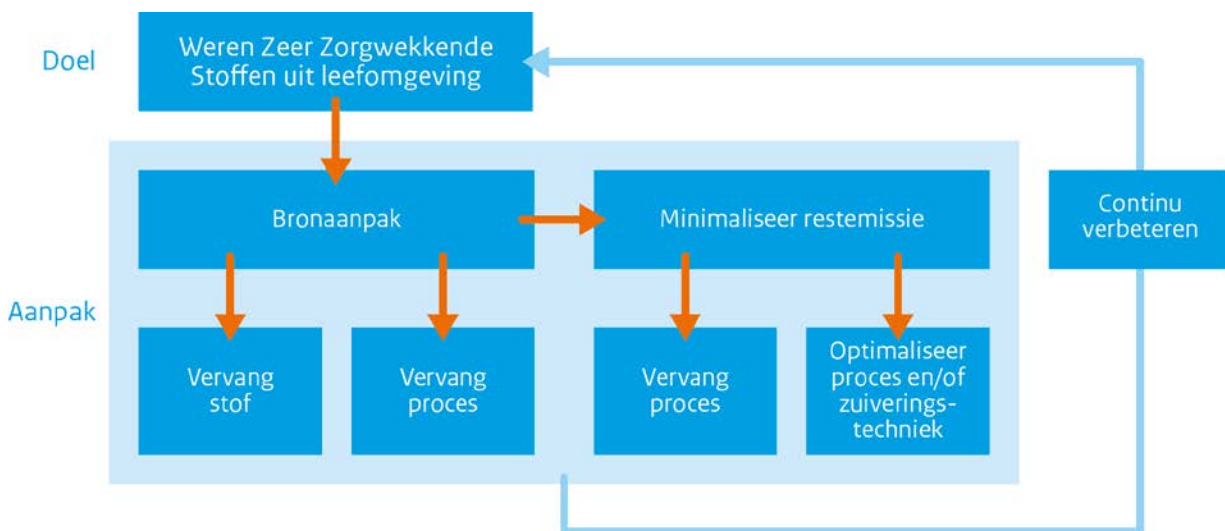 Doel
Weren Zeer Zorgwekkende
Stoffen uit leefomgeving
Bronaanpak
Minimaliseer restemissie
Continu
verbeteren
Aanpak
Vervang
stof
Vervang
proces
Vervang
proces
Optimaliseer
proces en/of
zuiverings-
techniek